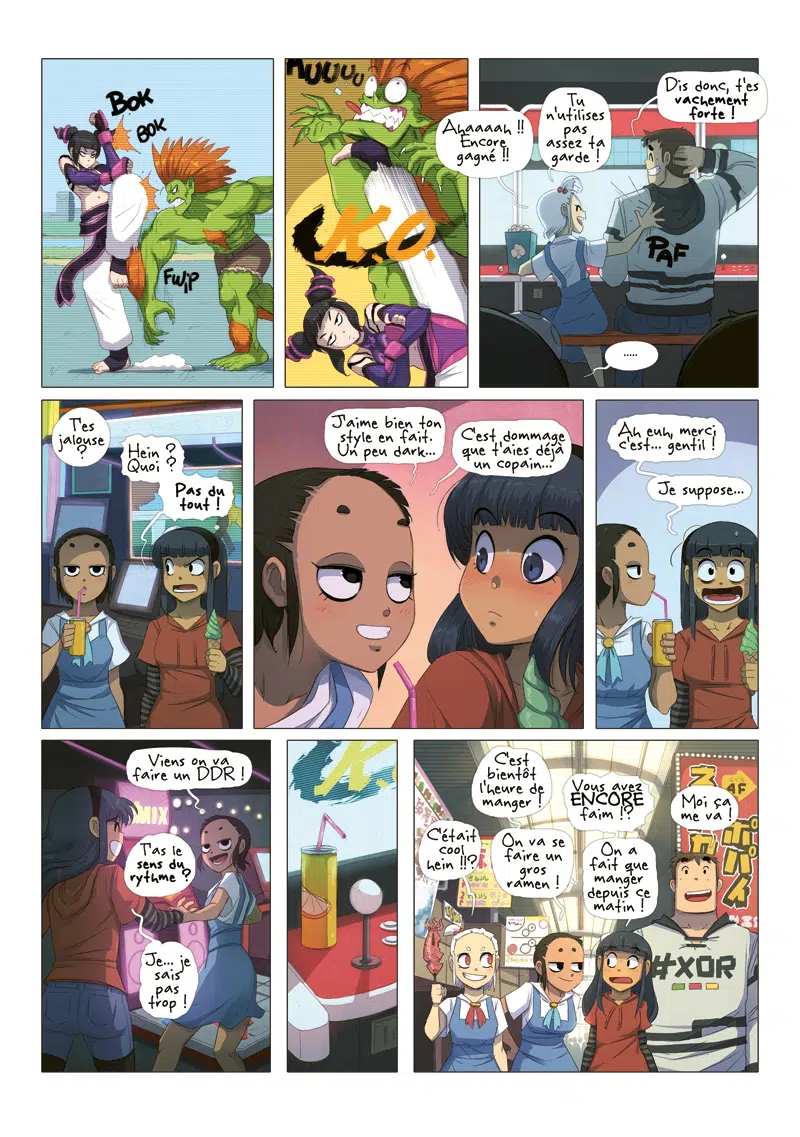 BOK
BOK
FWIP
MUUUU
K.O.
Ahaaaah !!
Encore
gagné !!
Tu
n'utilises
pas
assez ta
garde !
Dis donc, t'es
vachement
forte !
PAF
.....
T'es
jalouse
?
Hein ?
Quoi ?
Pas du
tout !
J'aime bien ton
style en fait.
Un peu dark...
C'est dommage
que t'aies déjà
un copain...
Ah euh, merci
c'est... gentil !
Je suppose...
Viens on va
faire un DDR !
MIX
T'as le
sens du
rythme ?
Je... je
sais
pas
trop !
K.
C'est
bientôt
l'heure de
manger !
Vous avez
ENCORE
faim !?
Moi ça
me va !
C'était
cool
hein !!?
On va se
faire un
gros
ramen !
On a
fait que
manger
depuis ce
matin !
4F
ポパイ
#XOR